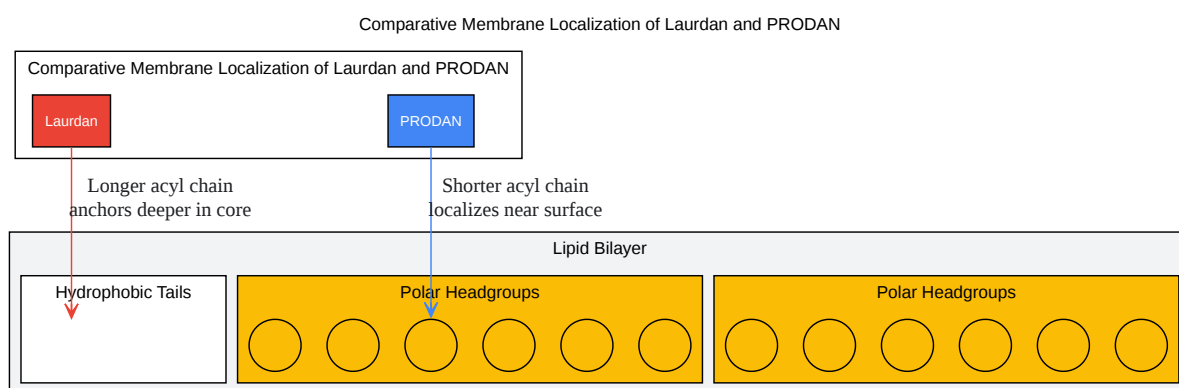 Comparative Membrane Localization of Laurdan and PRODAN
Comparative Membrane Localization of Laurdan and PRODAN
Laurdan
PRODAN
Longer acyl chain
anchors deeper in core
Shorter acyl chain
localizes near surface
Lipid Bilayer
Hydrophobic Tails
Polar Headgroups
Polar Headgroups